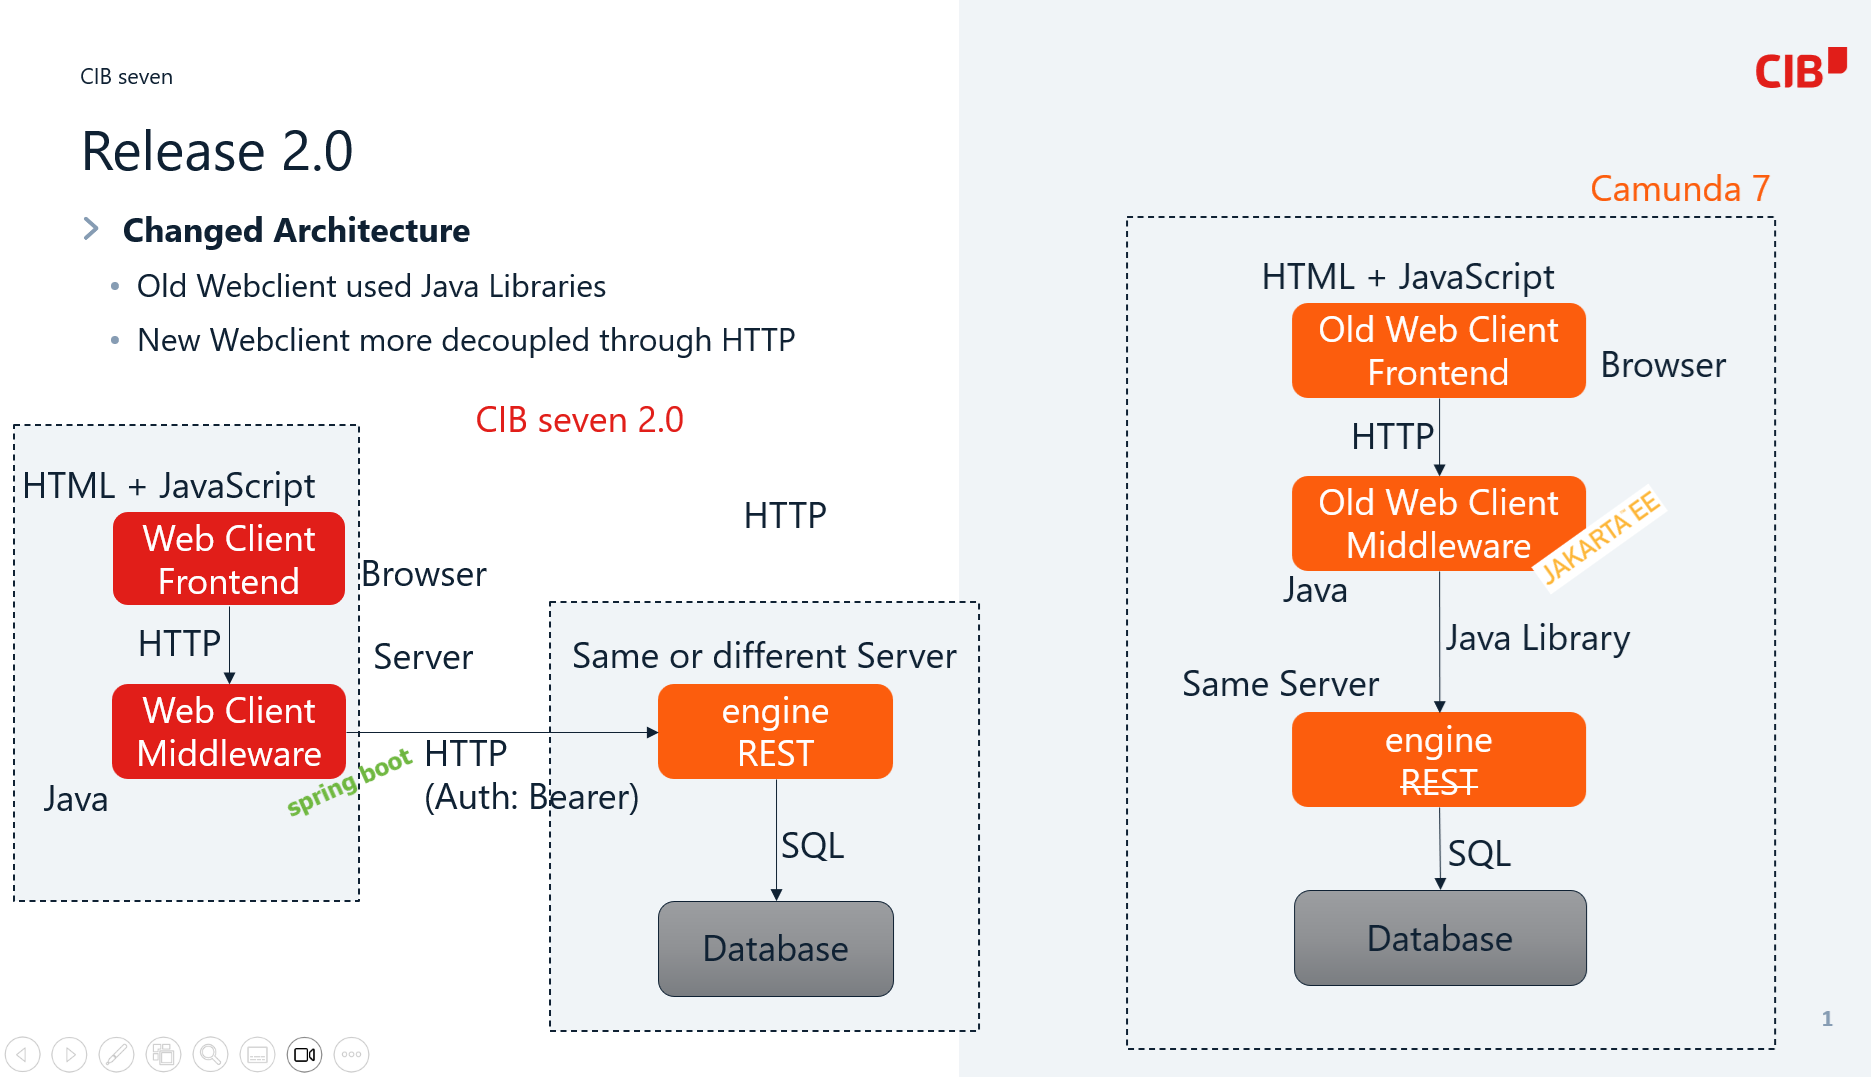 CIB seven
CIB
Release 2.0
Changed Architecture
Old Webclient used Java Libraries
New Webclient more decoupled through HTTP
CIB seven 2.0
HTML + JavaScript
Web Client
Frontend
Browser
HTTP
Server
Web Client
Middleware
spring boot
Java
HTTP
HTTP
(Auth: Bearer)
Same or different Server
engine
REST
SQL
Database
Camunda 7
HTML + JavaScript
Old Web Client
Frontend
Browser
HTTP
Old Web Client
Middleware
JAKARTA EE
Java
Java Library
Same Server
engine
REST
SQL
Database
1